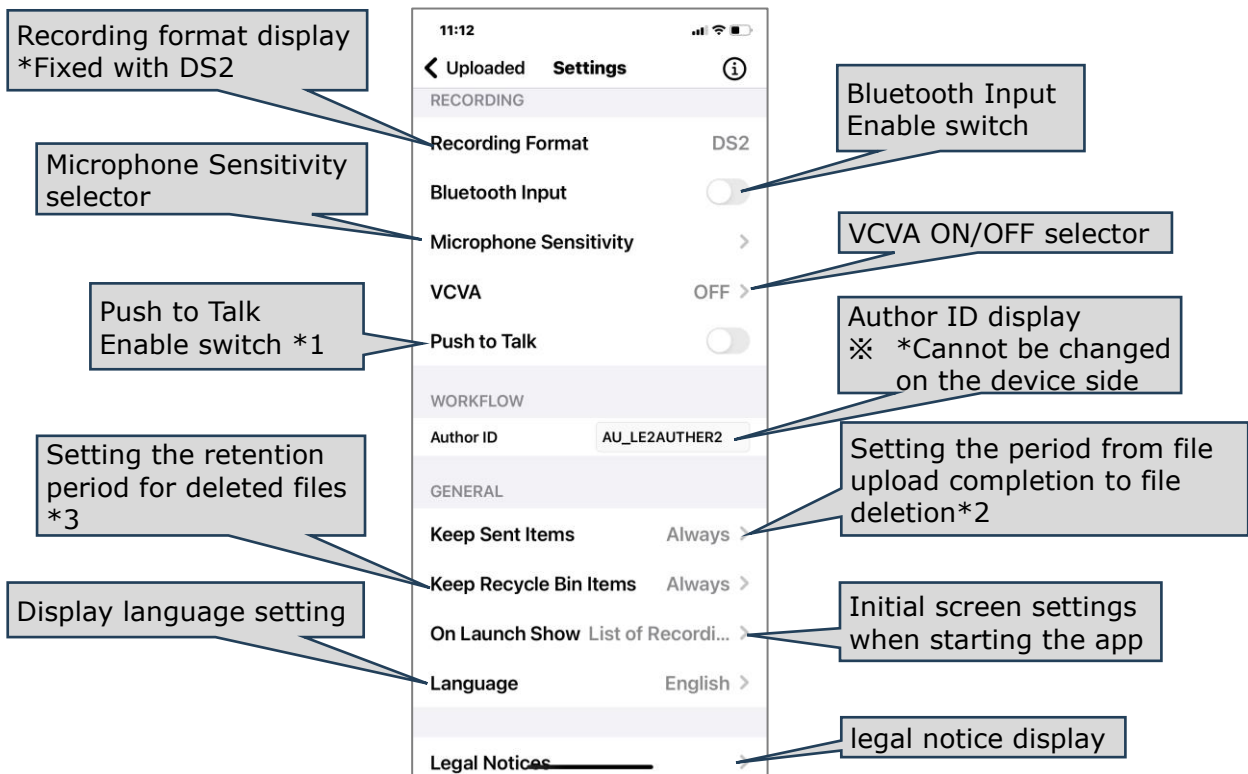 Recording format display
*Fixed with DS2
Microphone Sensitivity
selector
Push to Talk
Enable switch *1
Setting the retention
period for deleted files
*3
Display language setting
11:12
Uploaded Settings
RECORDING
Recording Format DS2
Bluetooth Input
Microphone Sensitivity
VCVA OFF
Push to Talk
WORKFLOW
Author ID AU_LE2AUTHER2
GENERAL
Keep Sent Items Always
Keep Recycle Bin Items Always
On Launch Show List of Recordi...
Language English
Legal Notices
Bluetooth Input
Enable switch
VCVA ON/OFF selector
Author ID display
※ *Cannot be changed
on the device side
Setting the period from file
upload completion to file
deletion*2
Initial screen settings
when starting the app
legal notice display